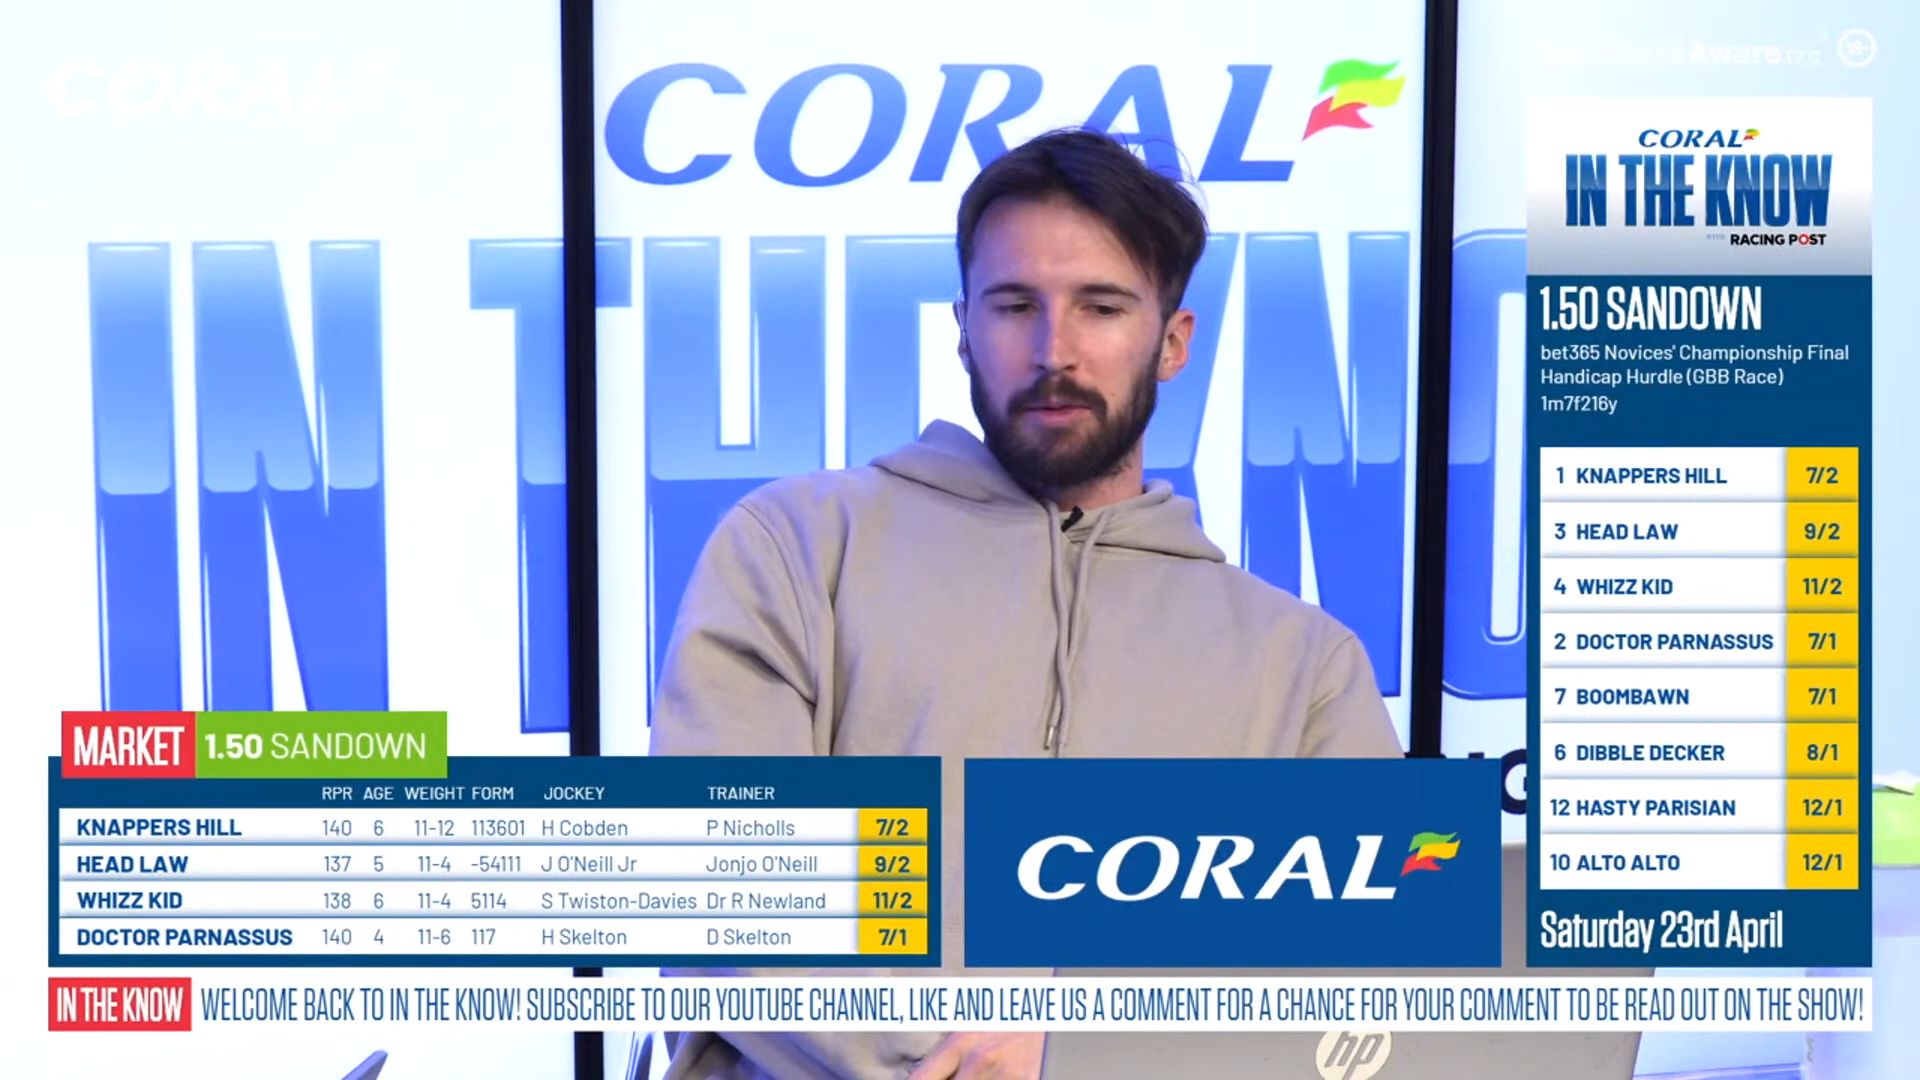 CORAL
Aware.org 18+
CORAL
IN THE KNO
CORAL
IN THE KNOW
WITH RACING POST
1.50 SANDOWN
bet365 Novices' Championship Final
Handicap Hurdle (GBB Race)
1m7f216y
1 KNAPPERS HILL 7/2
3 HEAD LAW 9/2
4 WHIZZ KID 11/2
2 DOCTOR PARNASSUS 7/1
7 BOOMBAWN 7/1
6 DIBBLE DECKER 8/1
12 HASTY PARISIAN 12/1
10 ALTO ALTO 12/1
Saturday 23rd April
MARKET 1.50 SANDOWN
RPR AGE WEIGHT FORM JOCKEY TRAINER
KNAPPERS HILL 140 6 11-12 113601 H Cobden P Nicholls 7/2
HEAD LAW 137 5 11-4 -54111 J O'Neill Jr Jonjo O'Neill 9/2
WHIZZ KID 138 6 11-4 5114 S Twiston-Davies Dr R Newland 11/2
DOCTOR PARNASSUS 140 4 11-6 117 H Skelton D Skelton 7/1
CORAL
IN THE KNOW WELCOME BACK TO IN THE KNOW! SUBSCRIBE TO OUR YOUTUBE CHANNEL, LIKE AND LEAVE US A COMMENT FOR A CHANCE FOR YOUR COMMENT TO BE READ OUT ON THE SHOW!
hp